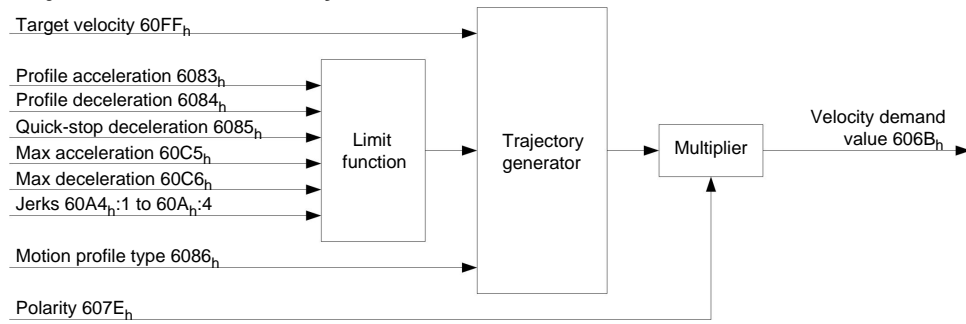 Target velocity 60FFh
Profile acceleration 6083h
Profile deceleration 6084h
Quick-stop deceleration 6085h
Max acceleration 60C5h
Max deceleration 60C6h
Jerks 60A4h:1 to 60Ah:4
Motion profile type 6086h
Polarity 607Eh
Limit
function
Trajectory
generator
Multiplier
Velocity demand
value 606Bh